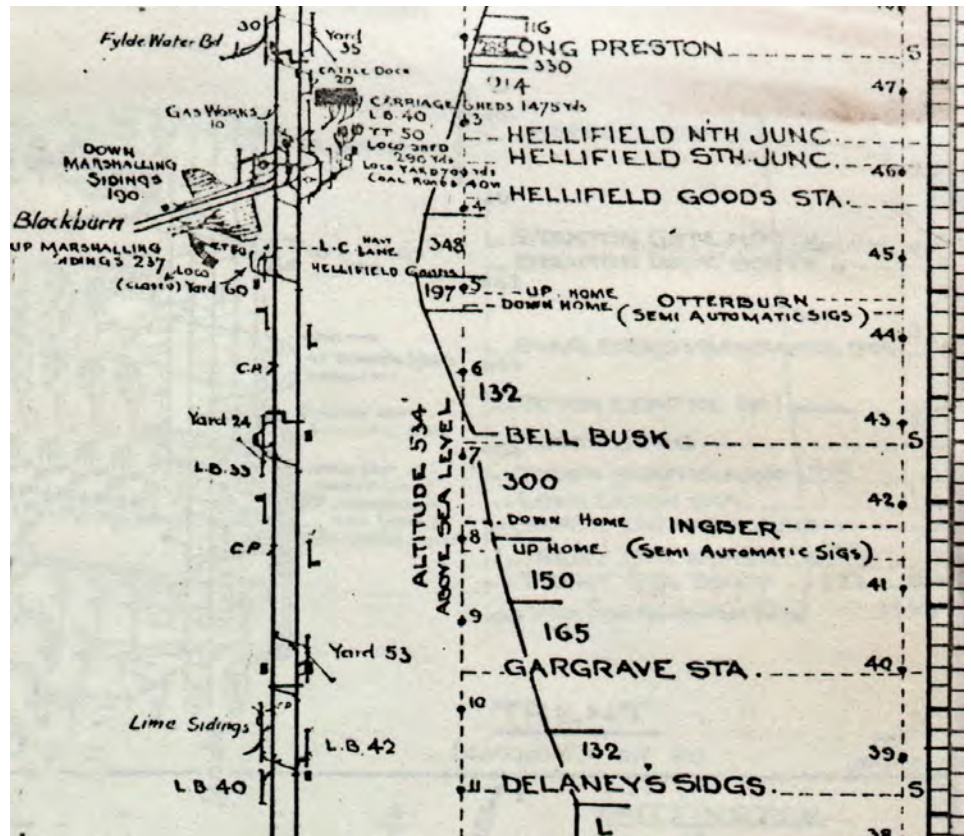 30
Yard
35
Fylde Water Bd
CATTLE DOCK
20
GAS WORKS
10
CARRIAGE SHEDS 1475 Yds
L.B. 40
T.T 50
LOCO SHED
290 Yds
LOCO YARD 700 Yds
DOWN
MARSHALLING
SIDINGS
190
Blackburn
UP MARSHALLING
SIDINGS 237
LOCO
(CLOSED) Yard 60
L.C.
LANE
HELLIFIELD GOODS
C.P.
Yard 24
L.B. 33
C.P.
Yard 53
Lime Sidings
L.B. 42
L.B. 40
ALTITUDE 534
ABOVE SEA LEVEL
116
LONG PRESTON
S
330
214
47
3
HELLIFIELD NTH JUNC.
HELLIFIELD STH JUNC.
46
HELLIFIELD GOODS STA.
4
348
45
197
5
UP HOME
DOWN HOME
OTTERBURN
(SEMI AUTOMATIC SIGS)
44
6
132
43
BELL BUSK
S
7
300
42
DOWN HOME
INGBER
8
UP HOME
(SEMI AUTOMATIC SIGS)
150
41
9
165
GARGRAVE STA.
40
10
132
39
11
DELANEY'S SIDGS.
S
L
38